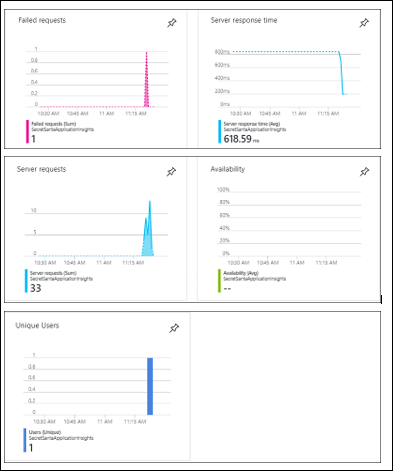 Failed requests
1
0.8
0.6
0.4
0.2
0
10:30 AM 10:45 AM 11 AM 11:15 AM
Failed requests (Sum)
SecretSantaApplicationInsights
1
Server response time
800ms
600ms
400ms
200ms
10:30 AM 10:45 AM 11 AM 11:15 AM
Server response time (Avg)
SecretSantaApplicationInsights
618.59 ms
Server requests
10
5
0
10:30 AM 10:45 AM 11 AM 11:15 AM
Server requests (Sum)
SecretSantaApplicationInsights
33
Availability
100%
80%
60%
40%
20%
0%
10:30 AM 10:45 AM 11 AM 11:15 AM
Availability (Avg)
SecretSantaApplicationInsights
--
Unique Users
1
0.8
0.6
0.4
0.2
0
10:30 AM 10:45 AM 11 AM 11:15 AM
Users (Unique)
SecretSantaApplicationInsights
1